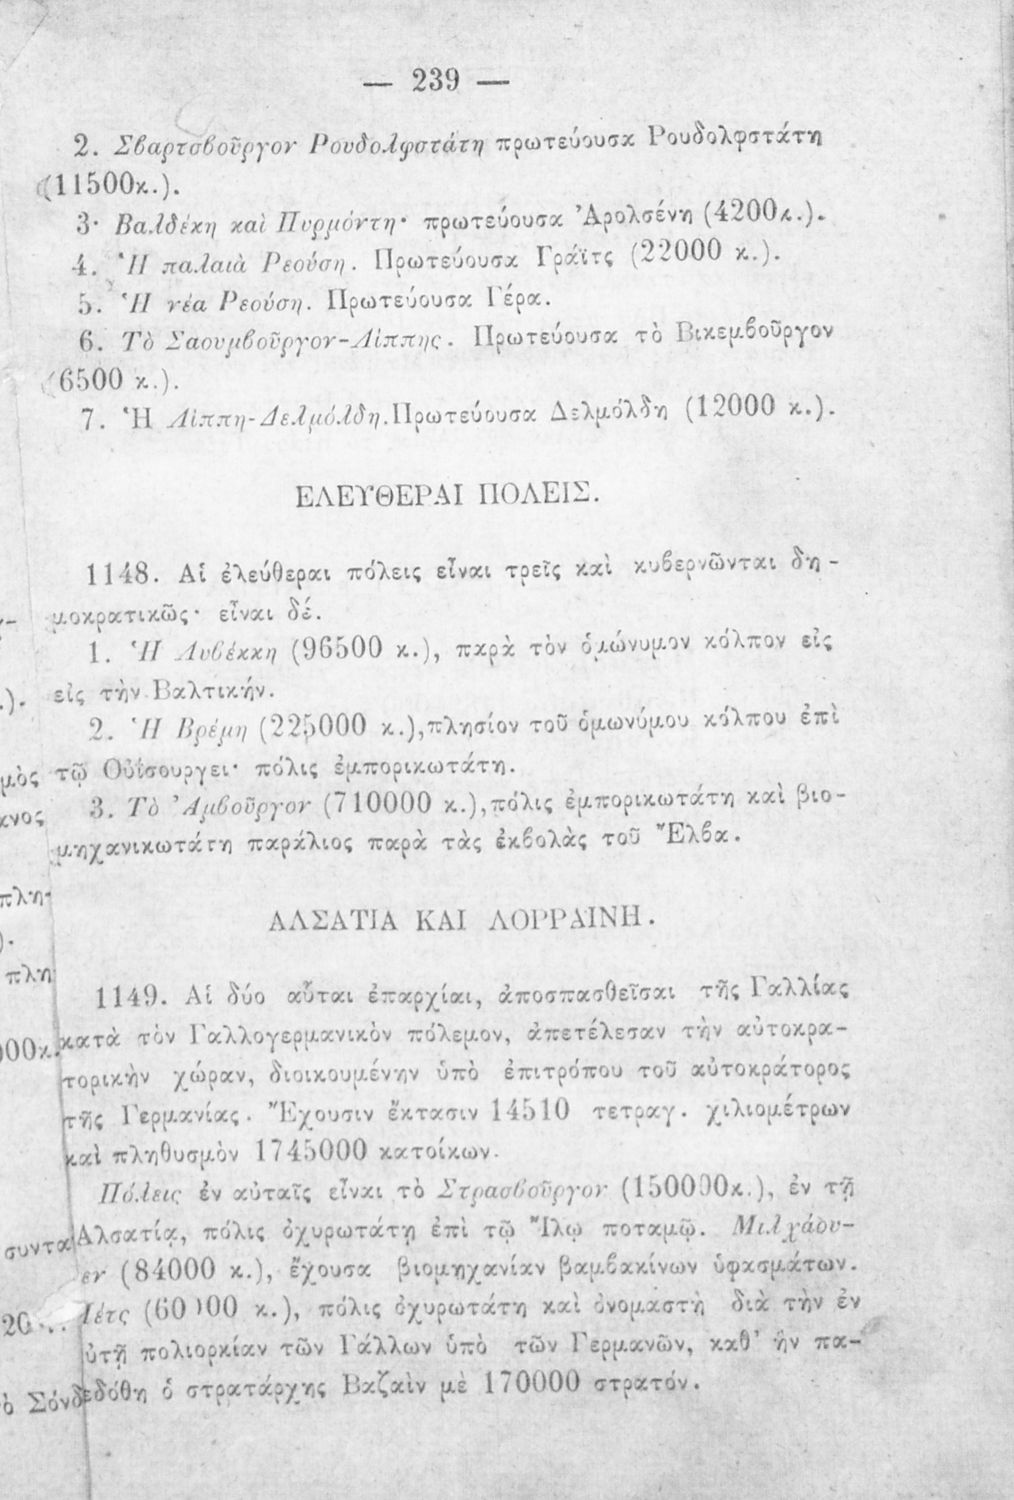 — 239 —
2. Σβαρτσβοῦργον Ρουδολφστάτη πρωτεύουσα Ρουδολφστάτη
(11500κ.).
3· Βαλδέκη καὶ Πυρμόντη· πρωτεύουσα Ἀρολσένη (4200κ.).
4. Ἡ παλαιὰ Ρεούση. Πρωτεύουσα Γράϊτς (22000 κ.).
5. Ἡ νέα Ρεούση. Πρωτεύουσα Γέρα.
6. Τὸ Σαουμβοῦργον-Λίππης. Πρωτεύουσα τὸ Βικεμβοῦργον
(6500 κ.).
7. Ἡ Λίππη-Δελμόλδη. Πρωτεύουσα Δελμόλδη (12000 κ.).
ΕΛΕΥΘΕΡΑΙ ΠΟΛΕΙΣ.
1148. Αἱ ἐλεύθεραι πόλεις εἶναι τρεῖς καὶ κυβερνῶνται δη-
μοκρατικῶς· εἶναι δέ.
1. Ἡ Λυβέκκη (96500 κ.), παρὰ τὸν ὁμώνυμον κόλπον εἰς
εἰς τὴν Βαλτικήν.
2. Ἡ Βρέμη (225000 κ.), πλησίον τοῦ ὁμωνύμου κόλπου ἐπὶ
τῷ Οὐΐσουργει· πόλις ἐμπορικωτάτη.
3. Τὸ Ἀμβοῦργον (710000 κ.), πόλις ἐμπορικωτάτη καὶ βιο-
μηχανικωτάτη παράλιος παρὰ τὰς ἐκβολὰς τοῦ Ἔλβα.
ΑΛΣΑΤΙΑ ΚΑΙ ΛΟΡΡΑΙΝΗ.
1149. Αἱ δύο αὗται ἐπαρχίαι, ἀποσπασθεῖσαι τῆς Γαλλίας
κατὰ τὸν Γαλλογερμανικὸν πόλεμον, ἀπετέλεσαν τὴν αὐτοκρα-
τορικὴν χώραν, διοικουμένην ὑπὸ ἐπιτρόπου τοῦ αὐτοκράτορος
τῆς Γερμανίας. Ἔχουσιν ἔκτασιν 14510 τετραγ. χιλιομέτρων
καὶ πληθυσμὸν 1745000 κατοίκων.
Πόλεις ἐν αὐταῖς εἶναι τὸ Στρασβοῦργον (150000κ.), ἐν τῇ
Ἀλσατίᾳ, πόλις ὀχυρωτάτη ἐπὶ τῷ Ἴλῳ ποταμῷ. Μιλχάου-
εν (84000 κ.), ἔχουσα βιομηχανίαν βαμβακίνων ὑφασμάτων.
Μέτς (60000 κ.), πόλις ὀχυρωτάτη καὶ ὀνομαστὴ διὰ τὴν ἐν
ὐτῇ πολιορκίαν τῶν Γάλλων ὑπὸ τῶν Γερμανῶν, καθ' ἣν πα-
εδόθη ὁ στρατάρχης Βαζαὶν μὲ 170000 στρατόν.